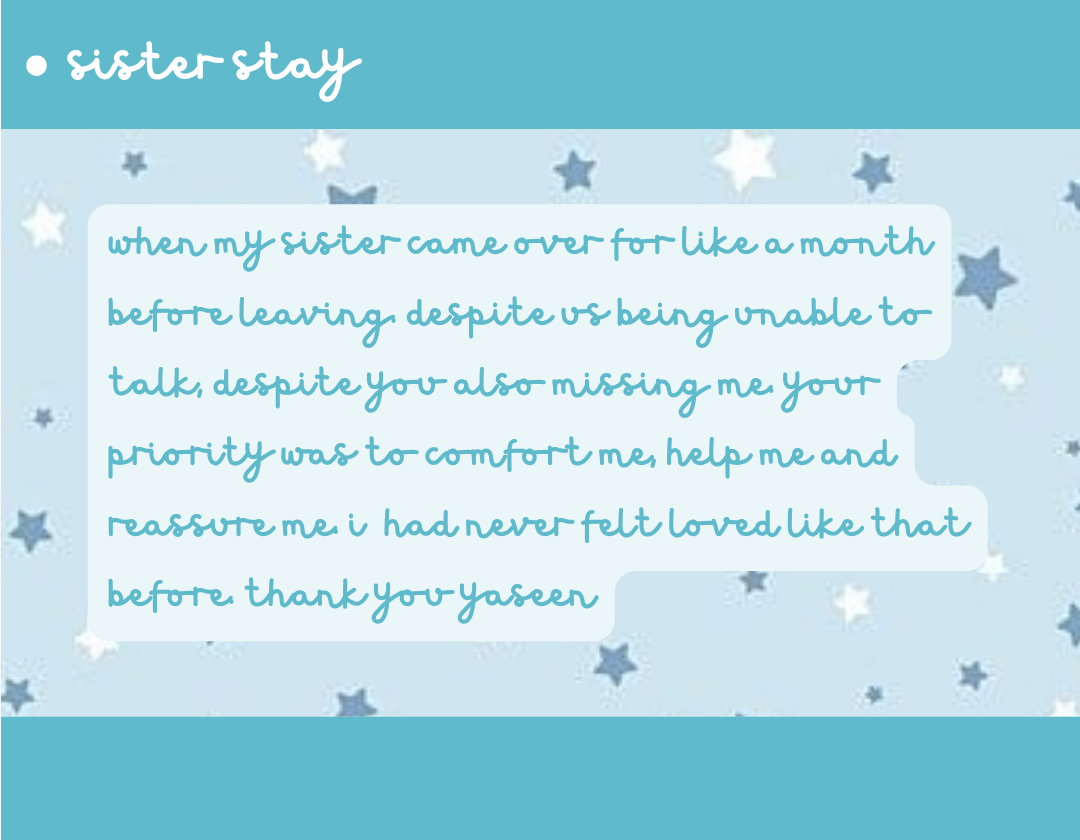 • sister stay
when my sister came over for like a month
before leaving. despite us being unable to
talk, despite you also missing me. your
priority was to comfort me, help me and
reassure me. i had never felt loved like that
before. thank you yaseen